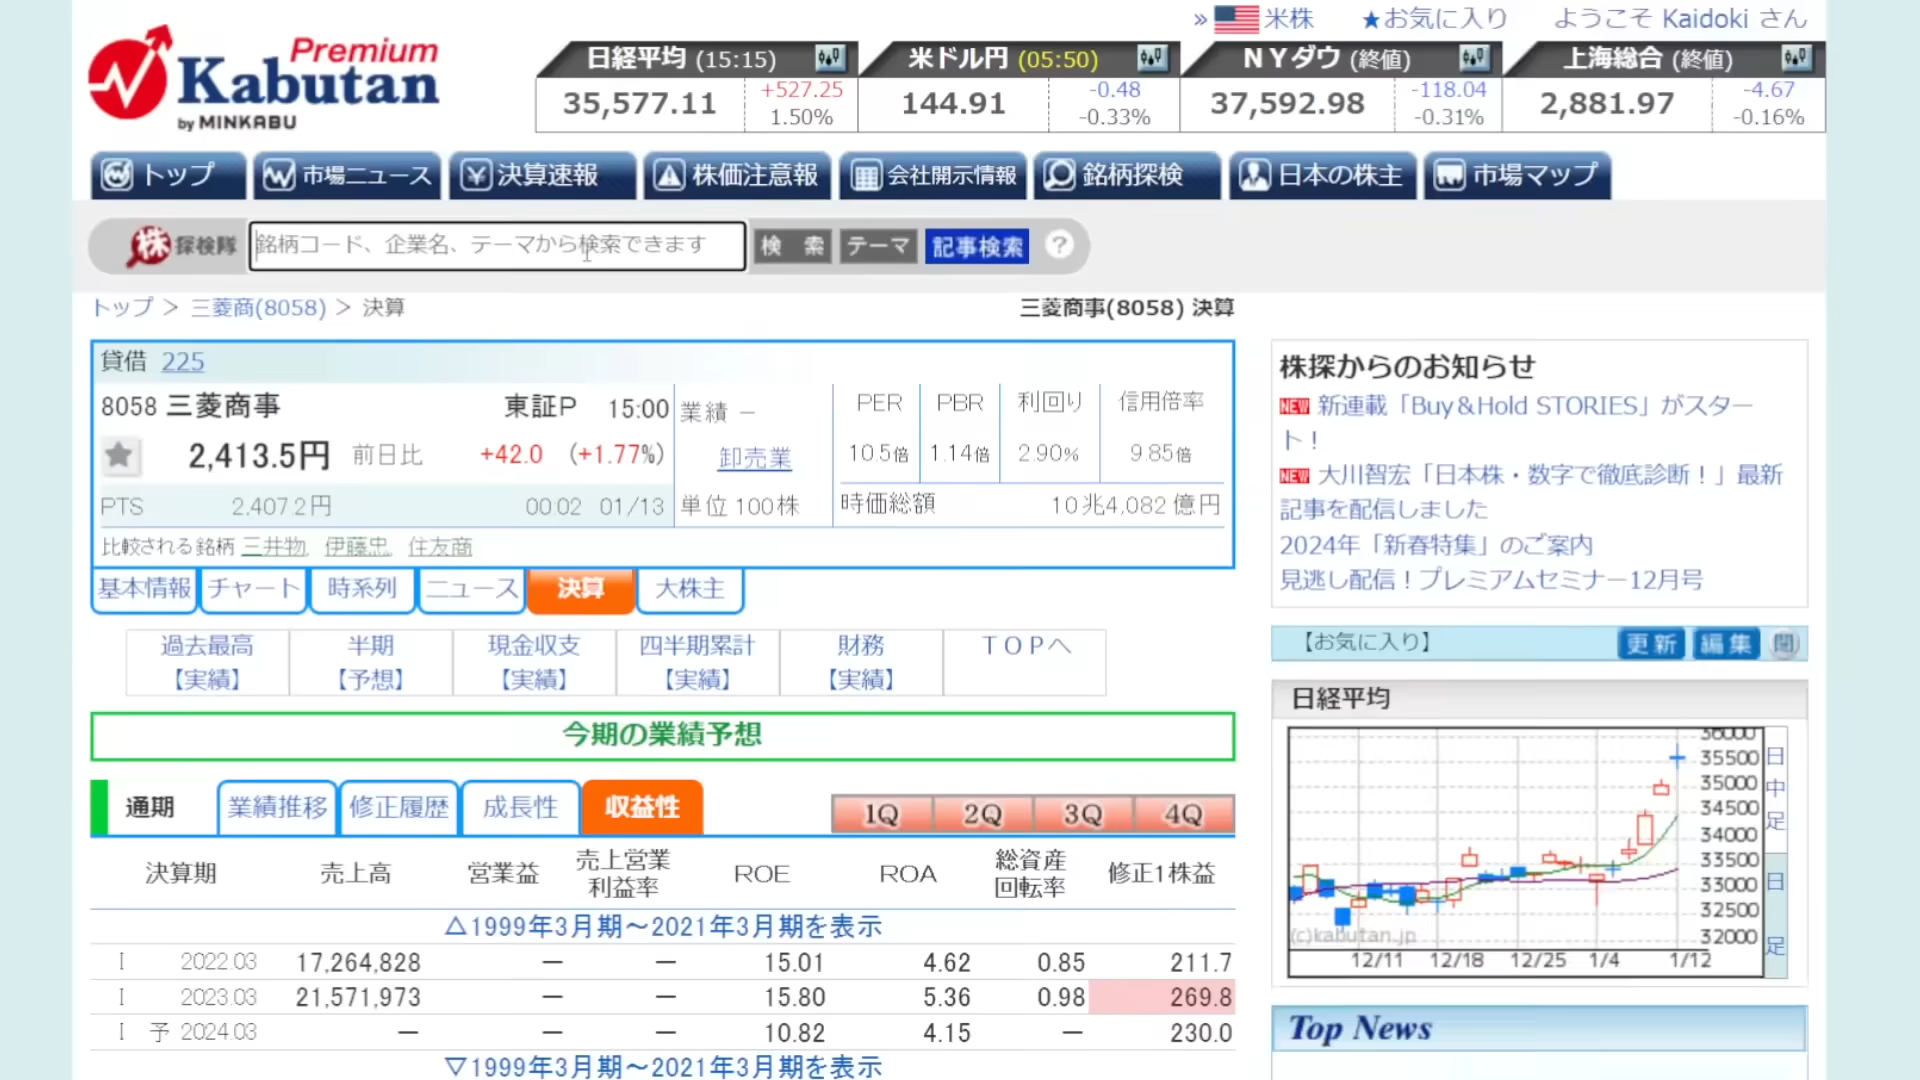 » 米株 ★お気に入り ようこそ Kaidoki さん
Premium
Kabutan
by MINKABU
日経平均 (15:15) 米ドル円 (05:50) NYダウ (終値) 上海総合 (終値)
35,577.11 +527.25 1.50% 144.91 -0.48 -0.33% 37,592.98 -118.04 -0.31% 2,881.97 -4.67 -0.16%
トップ 市場ニュース 決算速報 株価注意報 会社開示情報 銘柄探検 日本の株主 市場マップ
株探検隊 銘柄コード、企業名、テーマから検索できます 検 索 テーマ 記事検索 ?
トップ > 三菱商(8058) > 決算 三菱商事(8058) 決算
貸借 225
8058 三菱商事 東証P 15:00 業績 － PER PBR 利回り 信用倍率
2,413.5円 前日比 +42.0 (+1.77%) 卸売業 10.5倍 1.14倍 2.90% 9.85倍
PTS 2,407.2円 00:02 01/13 単位 100株 時価総額 10兆4,082億円
比較される銘柄 三井物, 伊藤忠, 住友商
基本情報 チャート 時系列 ニュース 決算 大株主
過去最高 半期 現金収支 四半期累計 財務 TOPへ
【実績】 【予想】 【実績】 【実績】 【実績】
今期の業績予想
通期 業績推移 修正履歴 成長性 収益性 1Q 2Q 3Q 4Q
決算期 売上高 営業益 売上営業利益率 ROE ROA 総資産回転率 修正1株益
△1999年3月期～2021年3月期を表示
I 2022.03 17,264,828 － － 15.01 4.62 0.85 211.7
I 2023.03 21,571,973 － － 15.80 5.36 0.98 269.8
I 予 2024.03 － － － 10.82 4.15 － 230.0
▽1999年3月期～2021年3月期を表示
株探からのお知らせ
NEW 新連載「Buy＆Hold STORIES」がスター
ト！
NEW 大川智宏「日本株・数字で徹底診断！」最新
記事を配信しました
2024年「新春特集」のご案内
見逃し配信！プレミアムセミナー12月号
【お気に入り】 更新 編集 開
日経平均
36000
35500
35000
34500
34000
33500
33000
32500
32000
(c)kabutan.jp
12/11 12/18 12/25 1/4 1/12
日
中
足
日
足
Top News